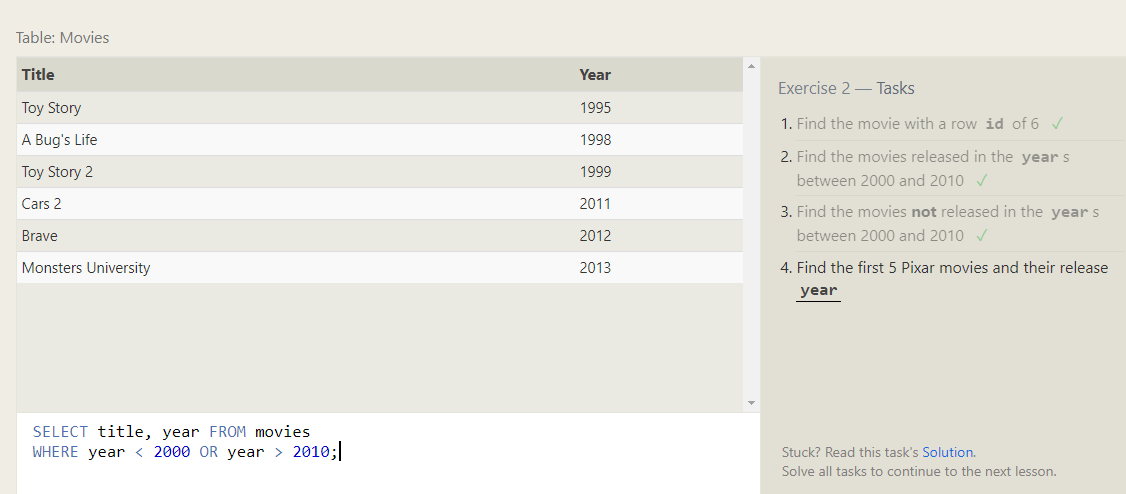 Table: Movies
Title Year
Toy Story 1995
A Bug's Life 1998
Toy Story 2 1999
Cars 2 2011
Brave 2012
Monsters University 2013
SELECT title, year FROM movies
WHERE year < 2000 OR year > 2010;
Exercise 2 — Tasks
1. Find the movie with a row id of 6 ✓
2. Find the movies released in the year s
between 2000 and 2010 ✓
3. Find the movies not released in the year s
between 2000 and 2010 ✓
4. Find the first 5 Pixar movies and their release
year
Stuck? Read this task's Solution.
Solve all tasks to continue to the next lesson.